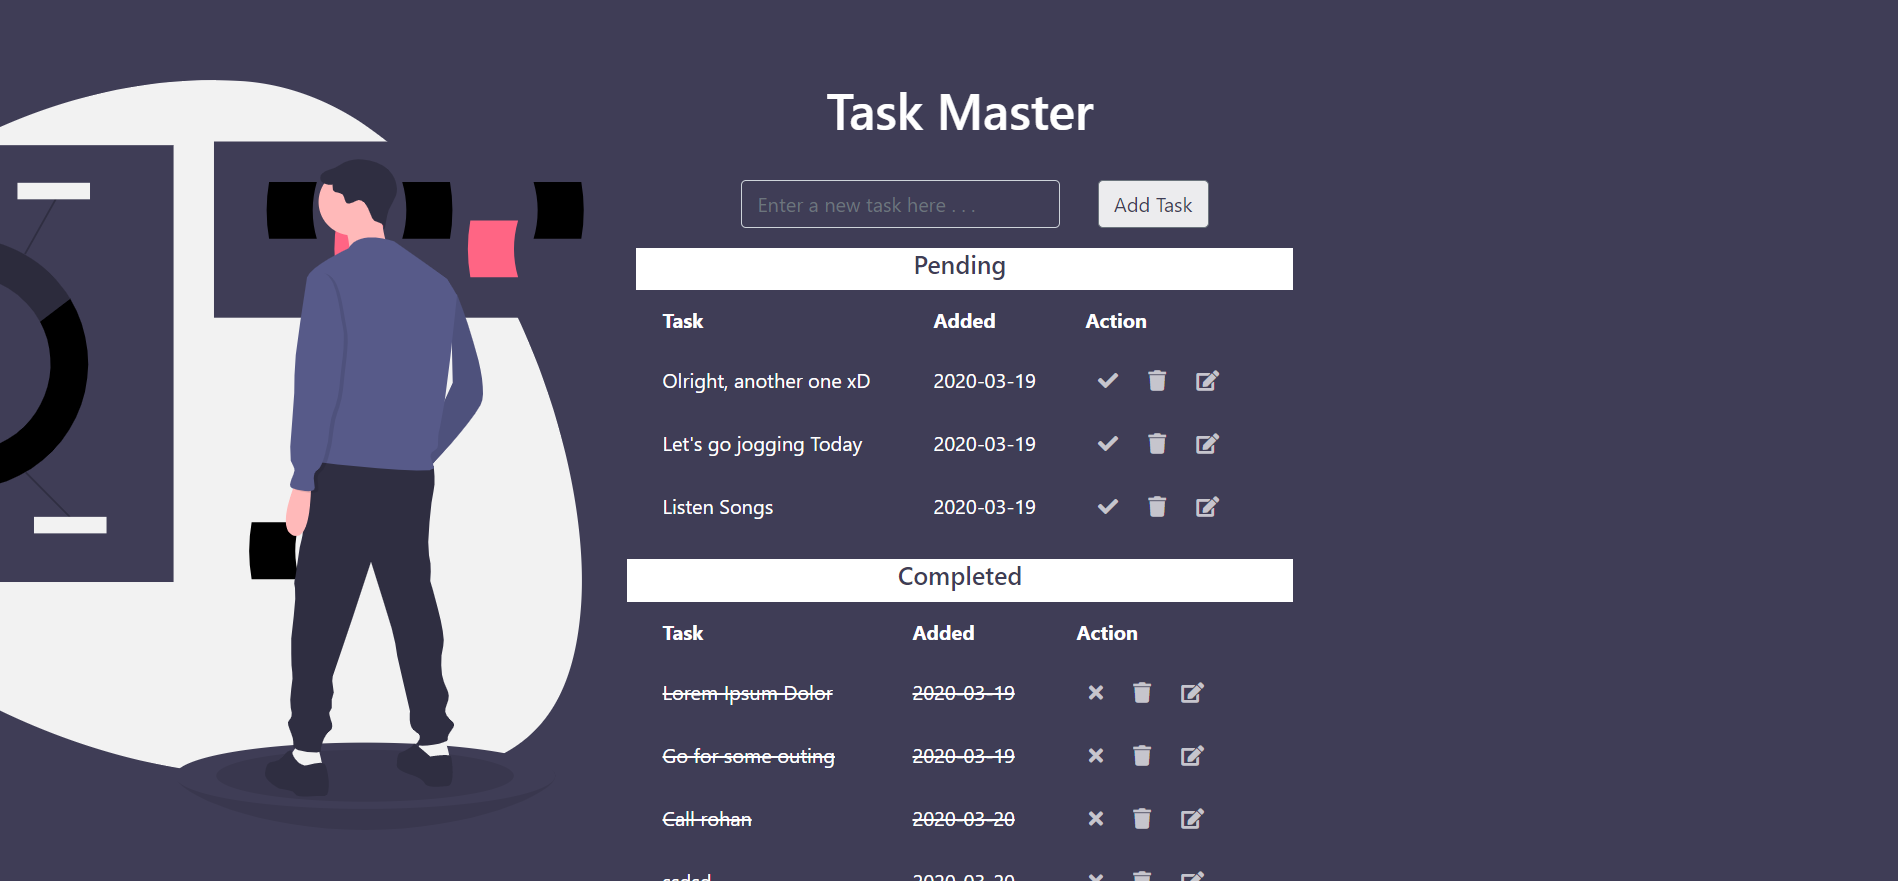 Task Master
Enter a new task here . . .
Add Task
Pending
Task Added Action
Olright, another one xD 2020-03-19
Let's go jogging Today 2020-03-19
Listen Songs 2020-03-19
Completed
Task Added Action
Lorem Ipsum Dolor 2020-03-19
Go for some outing 2020-03-19
Call rohan 2020-03-20